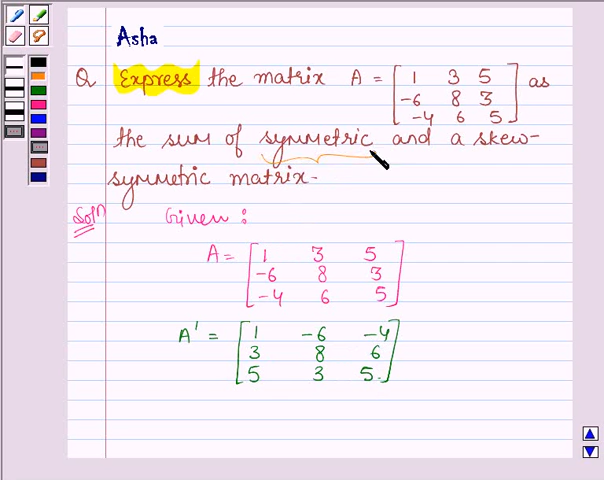 Asha
Q Express the matrix A = [ 1 3 5 ] as
-6 8 3
-4 6 5
the sum of symmetric and a skew-
symmetric matrix.
Solⁿ Given :
A = [ 1 3 5 ]
-6 8 3
-4 6 5
A' = [ 1 -6 -4 ]
3 8 6
5 3 5.